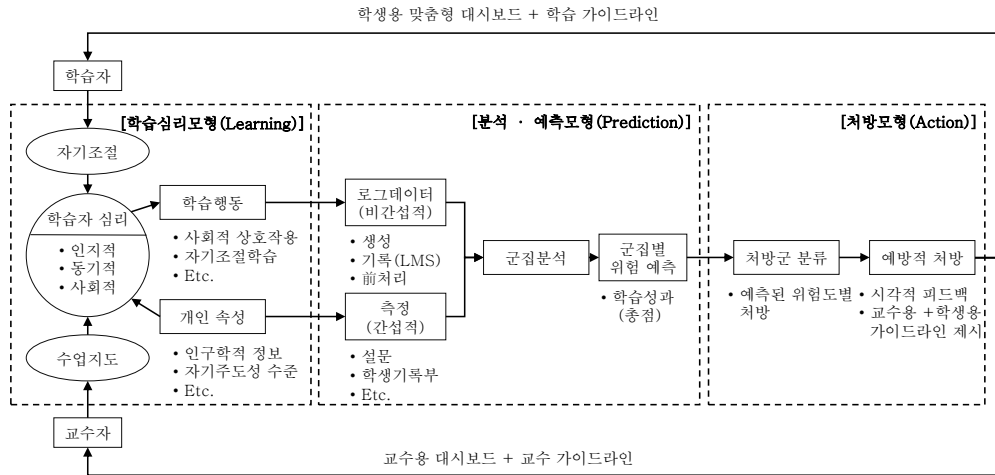 학생용 맞춤형 대시보드 + 학습 가이드라인
학습자
[학습심리모형(Learning)]
자기조절
학습자 심리
• 인지적
• 동기적
• 사회적
학습행동
• 사회적 상호작용
• 자기조절학습
• Etc.
개인 속성
• 인구학적 정보
• 자기주도성 수준
• Etc.
수업지도
교수자
[분석 · 예측모형(Prediction)]
로그데이터
(비간섭적)
• 생성
• 기록(LMS)
• 前처리
측정
(간섭적)
• 설문
• 학생기록부
• Etc.
군집분석
군집별
위험 예측
• 학습성과
(총점)
[처방모형(Action)]
처방군 분류
• 예측된 위험도별
처방
예방적 처방
• 시각적 피드백
• 교수용 +학생용
가이드라인 제시
교수용 대시보드 + 교수 가이드라인